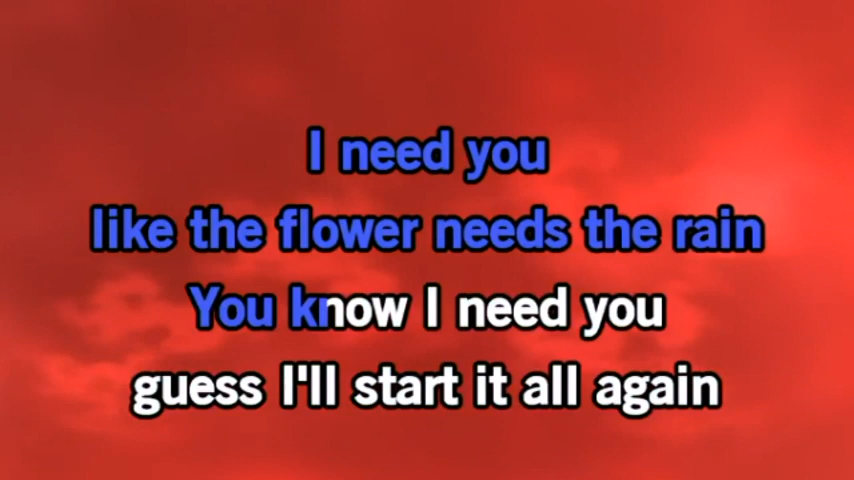 I need you
like the flower needs the rain
You know I need you
guess I'll start it all again